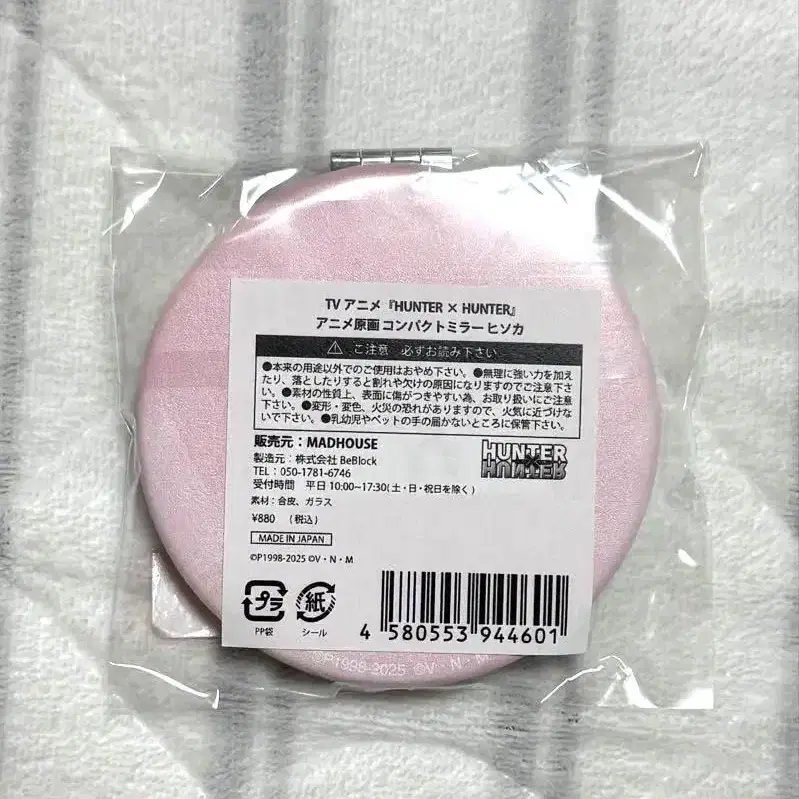 TV アニメ『HUNTER × HUNTER』
アニメ原画 コンパクトミラー ヒソカ
⚠ ご注意 必ずお読み下さい
●本来の用途以外でのご使用はおやめ下さい。●無理に強い力を加え
たり、落としたりすると割れや欠けの原因になりますのでご注意下さ
い。●素材の性質上、表面に傷がつきやすい為、お取り扱いにご注意
下さい。●変形・変色、火災の恐れがありますので、火気に近づけな
いで下さい。●乳幼児やペットの手の届かないところに保管下さい。
販売元：MADHOUSE
製造元：株式会社 BeBlock
TEL：050-1781-6746
受付時間 平日 10:00~17:30(土・日・祝日を除く)
素材：合皮、ガラス
¥880 (税込)
MADE IN JAPAN
©P1998-2025 ©V・N・M
HUNTER
×
HUNTER
プラ
PP袋
紙
シール
4 580553 944601
©P1998-2025 ©V・N・M